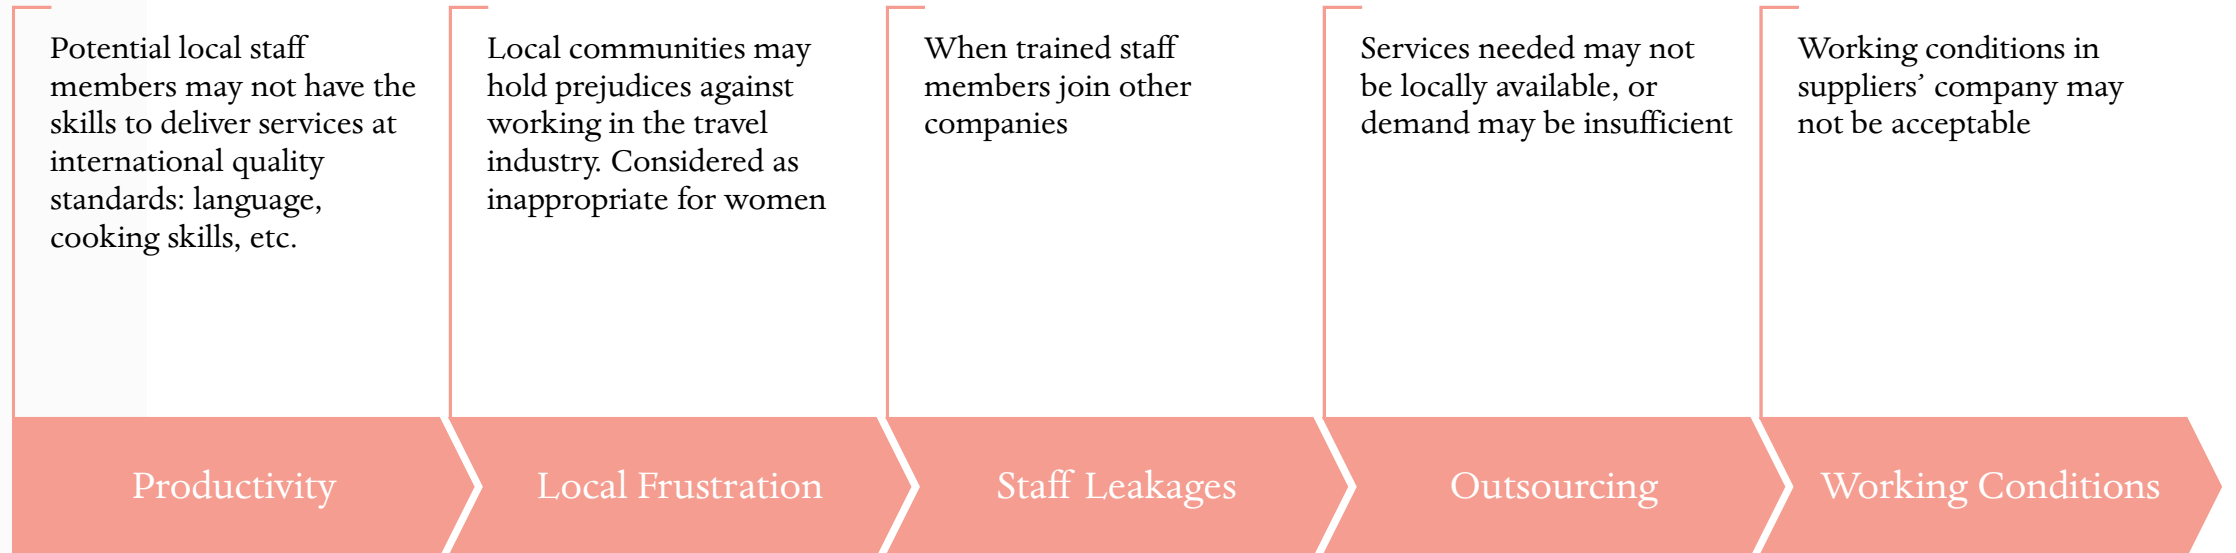 Potential local staff
members may not have the
skills to deliver services at
international quality
standards: language,
cooking skills, etc.
Local communities may
hold prejudices against
working in the travel
industry. Considered as
inappropriate for women
When trained staff
members join other
companies
Services needed may not
be locally available, or
demand may be insufficient
Working conditions in
suppliers’ company may
not be acceptable
Productivity
Local Frustration
Staff Leakages
Outsourcing
Working Conditions